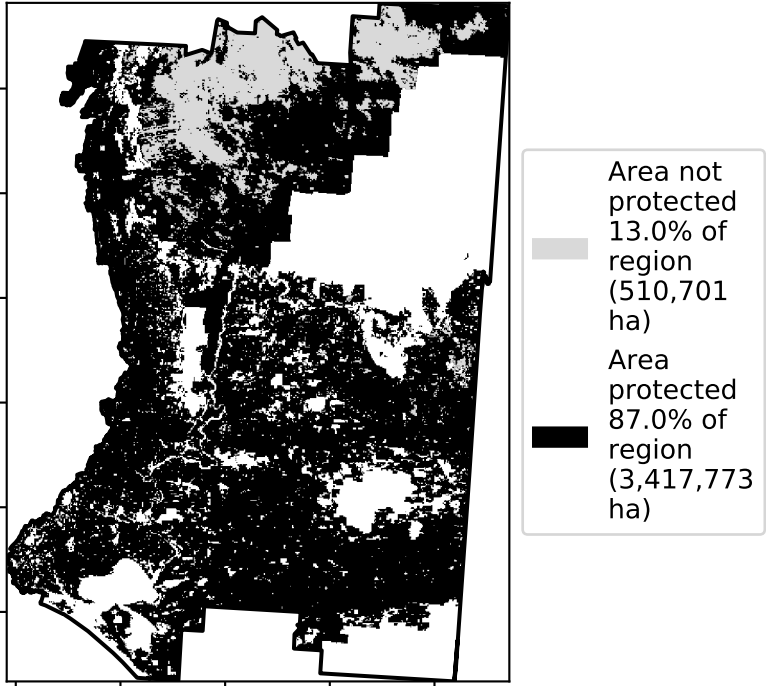 Area not
protected
13.0% of
region
(510,701
ha)
Area
protected
87.0% of
region
(3,417,773
ha)